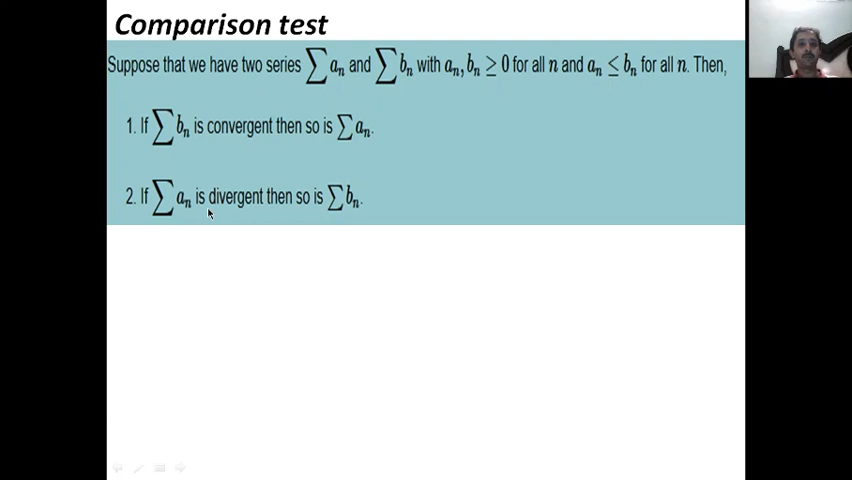 Comparison test
Suppose that we have two series ∑ aₙ and ∑ bₙ with aₙ, bₙ ≥ 0 for all n and aₙ ≤ bₙ for all n. Then,
1. If ∑ bₙ is convergent then so is ∑ aₙ.
2. If ∑ aₙ is divergent then so is ∑ bₙ.